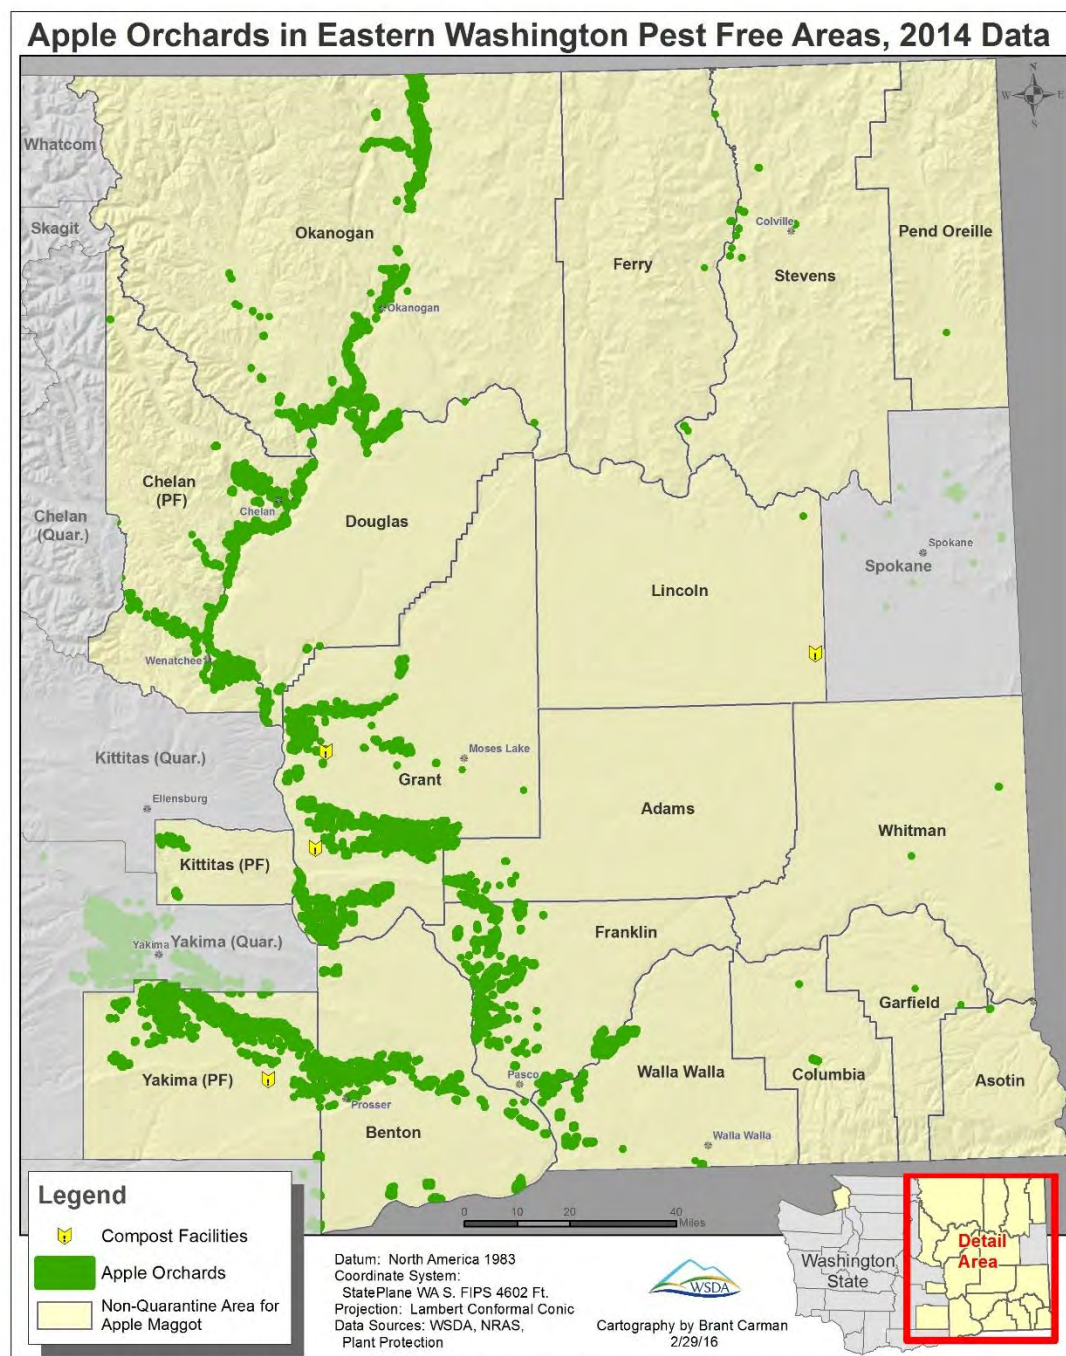 Apple Orchards in Eastern Washington Pest Free Areas, 2014 Data
N
W E
S
Whatcom
Skagit
Okanogan
Okanogan
Ferry
Colville
Stevens
Pend Oreille
Chelan
(PF)
Chelan
Chelan
(Quar.)
Douglas
Lincoln
Spokane
Spokane
Wenatchee
Kittitas (Quar.)
Ellensburg
Moses Lake
Grant
Adams
Whitman
Kittitas (PF)
Yakima
Yakima (Quar.)
Franklin
Garfield
Yakima (PF)
Prosser
Benton
Pasco
Walla Walla
Walla Walla
Columbia
Asotin
Legend
Compost Facilities
Apple Orchards
Non-Quarantine Area for
Apple Maggot
0 10 20 40
Miles
Datum: North America 1983
Coordinate System:
StatePlane WA S. FIPS 4602 Ft.
Projection: Lambert Conformal Conic
Data Sources: WSDA, NRAS,
Plant Protection
WSDA
Cartography by Brant Carman
2/29/16
Washington
State
Detail
Area